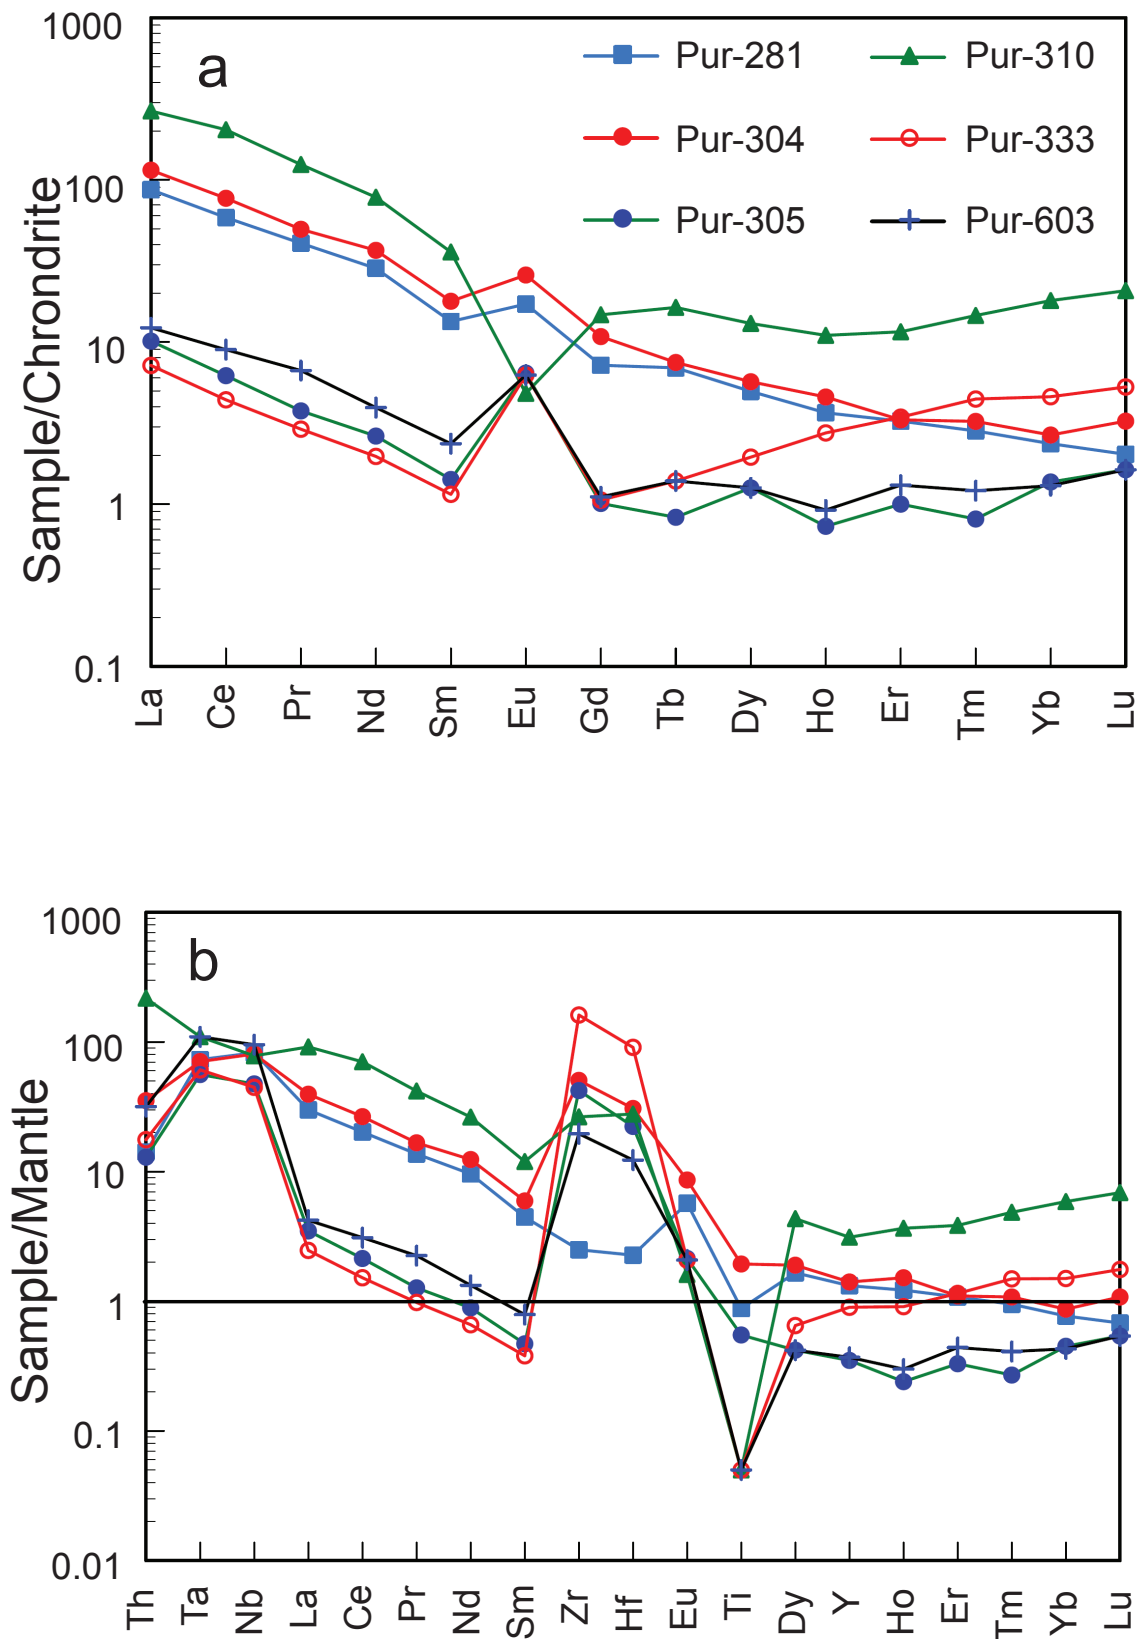 1000
a
Pur-281
Pur-310
Pur-304
Pur-333
Pur-305
Pur-603
100
10
1
0.1
Sample/Chrondrite
La Ce Pr Nd Sm Eu Gd Tb Dy Ho Er Tm Yb Lu
1000
b
100
10
1
0.1
0.01
Sample/Mantle
Th Ta Nb La Ce Pr Nd Sm Zr Hf Eu Ti Dy Y Ho Er Tm Yb Lu